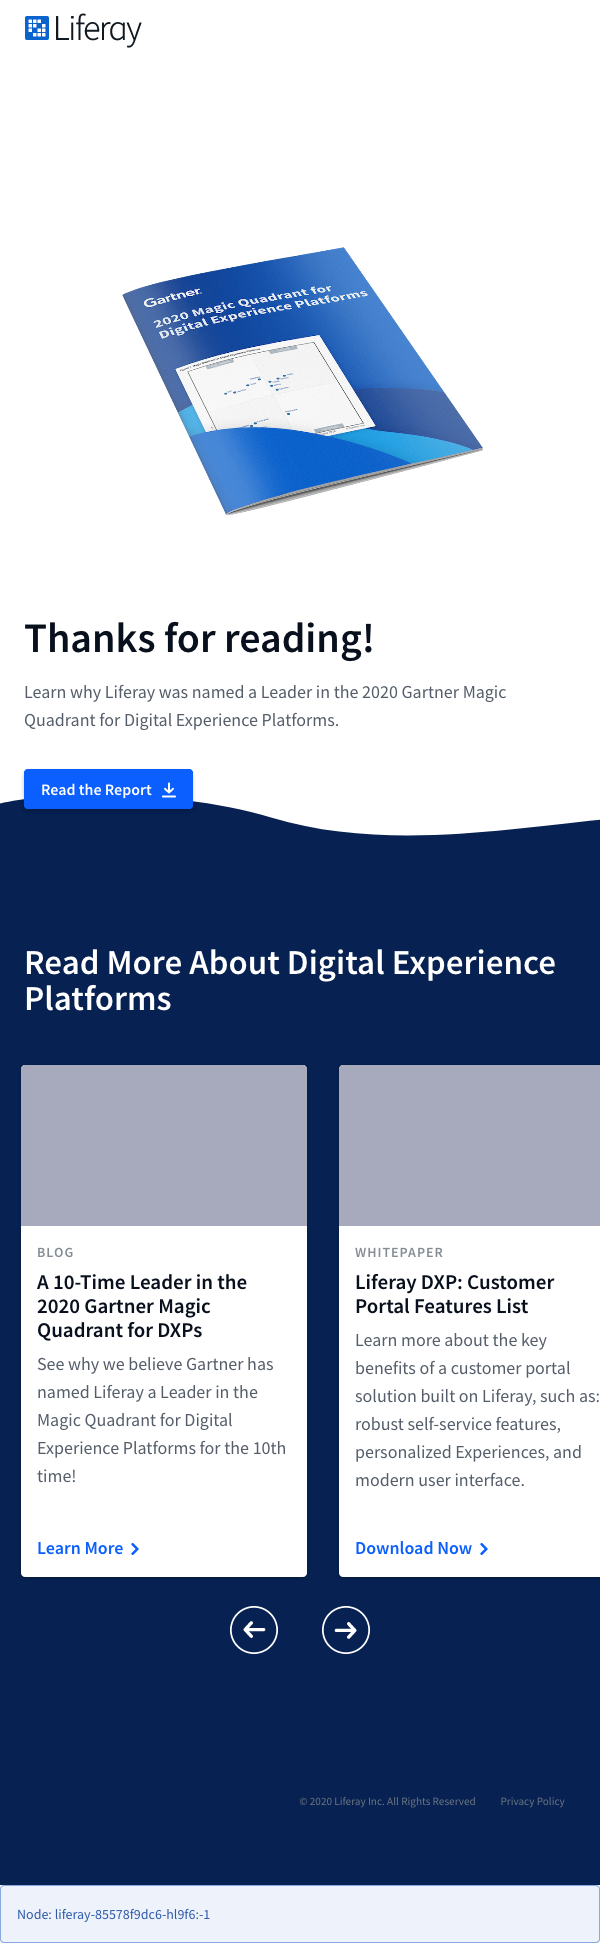 Liferay
Gartner
2020 Magic Quadrant for
Digital Experience Platforms
Thanks for reading!
Learn why Liferay was named a Leader in the 2020 Gartner Magic
Quadrant for Digital Experience Platforms.
Read the Report
Read More About Digital Experience
Platforms
BLOG
A 10-Time Leader in the
2020 Gartner Magic
Quadrant for DXPs
See why we believe Gartner has
named Liferay a Leader in the
Magic Quadrant for Digital
Experience Platforms for the 10th
time!
Learn More
WHITEPAPER
Liferay DXP: Customer
Portal Features List
Learn more about the key
benefits of a customer portal
solution built on Liferay, such as:
robust self-service features,
personalized Experiences, and
modern user interface.
Download Now
© 2020 Liferay Inc. All Rights Reserved
Privacy Policy
Node: liferay-85578f9dc6-hl9f6:-1